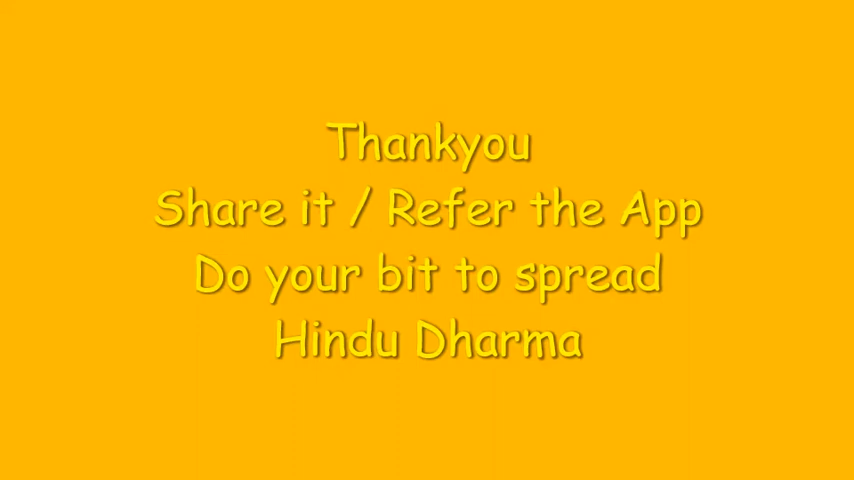 Thankyou
Share it / Refer the App
Do your bit to spread
Hindu Dharma